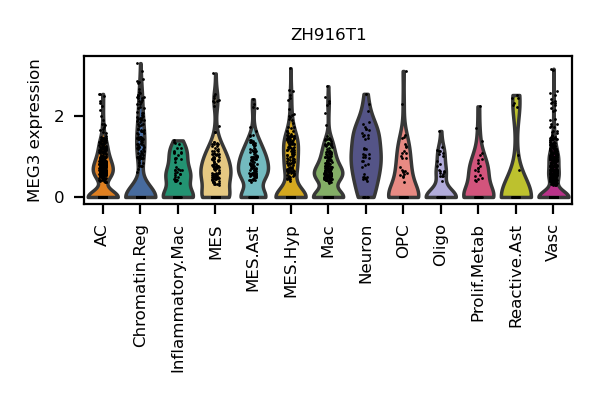 ZH916T1
MEG3 expression
2
0
AC
Chromatin.Reg
Inflammatory.Mac
MES
MES.Ast
MES.Hyp
Mac
Neuron
OPC
Oligo
Prolif.Metab
Reactive.Ast
Vasc